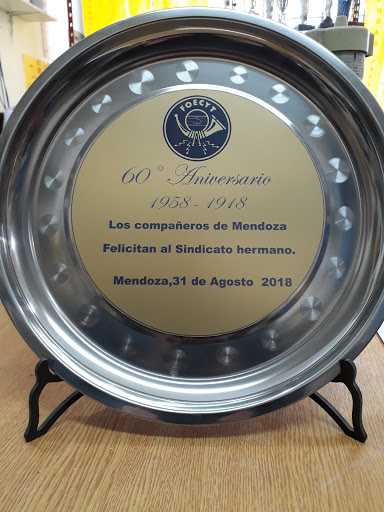 FOECYT
60° Aniversario
1958 - 1918
Los compañeros de Mendoza
Felicitan al Sindicato hermano.
Mendoza,31 de Agosto 2018